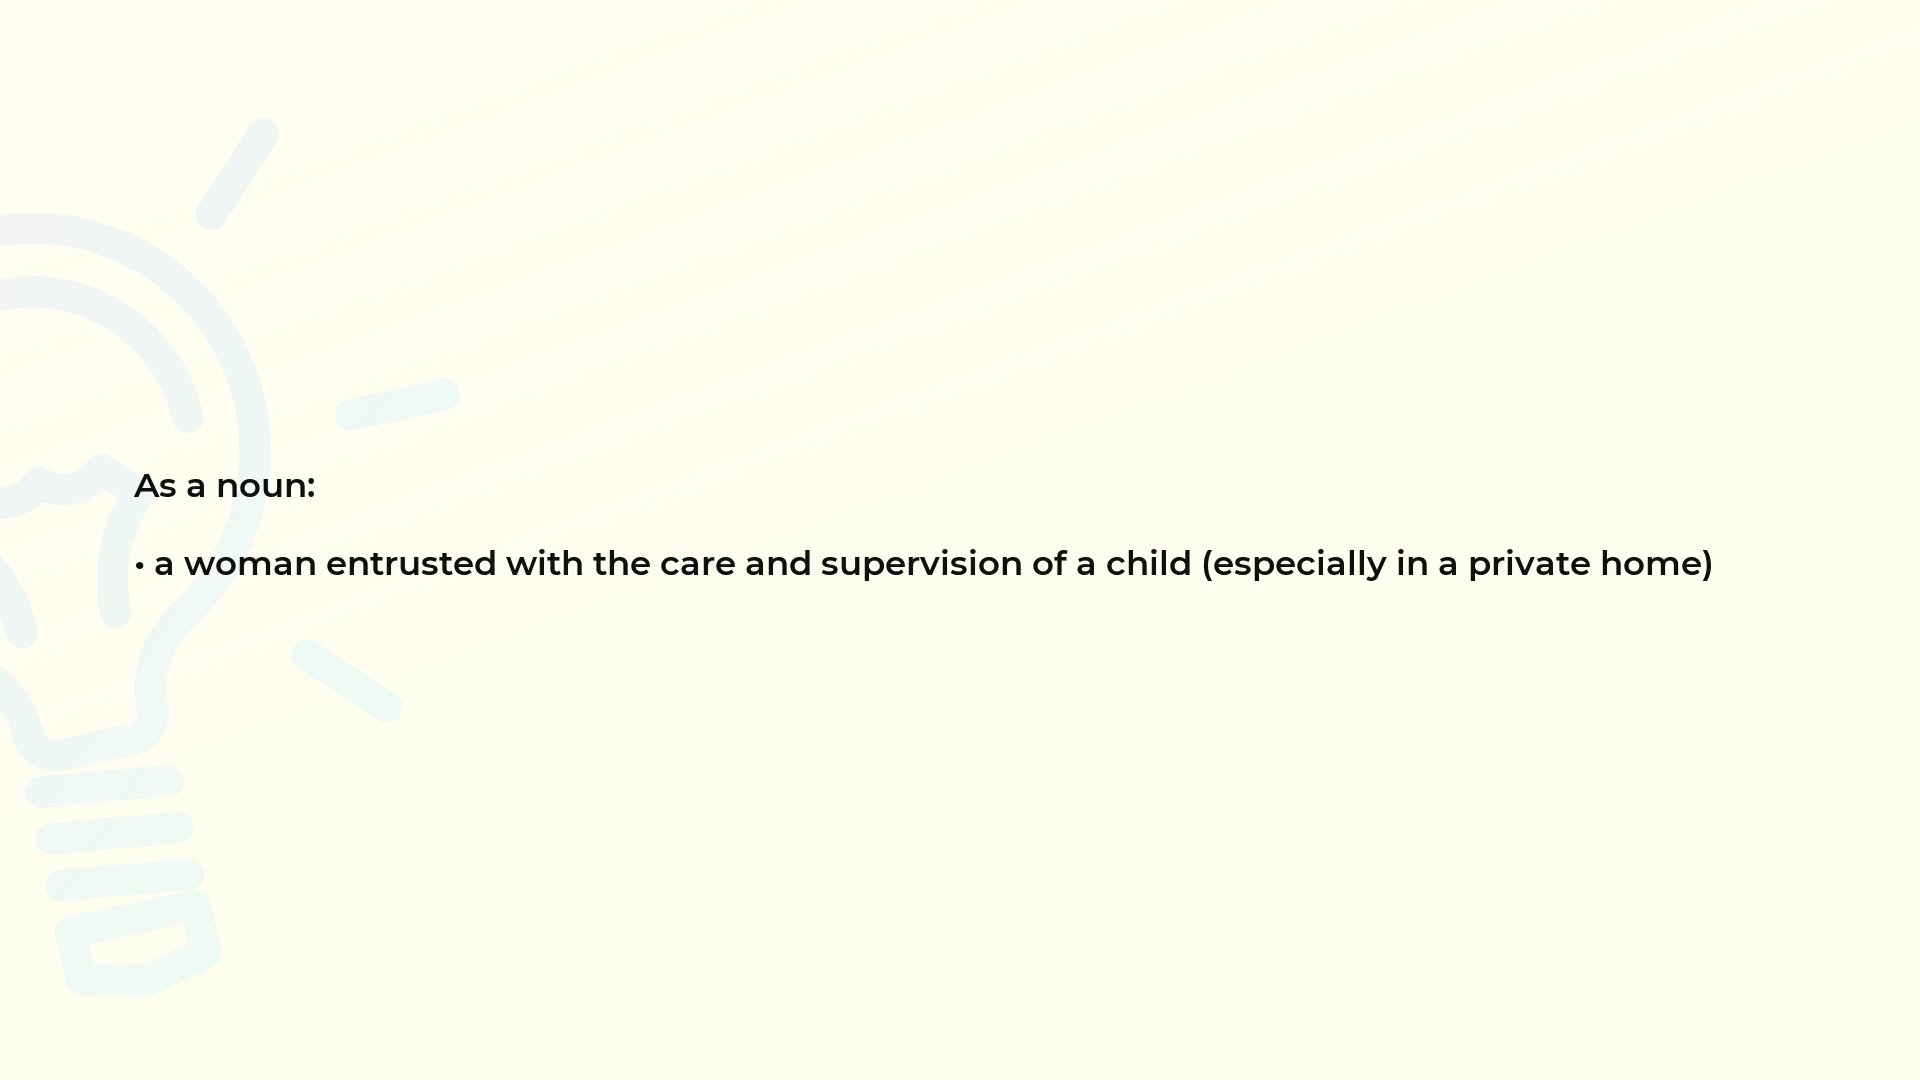 As a noun:
• a woman entrusted with the care and supervision of a child (especially in a private home)